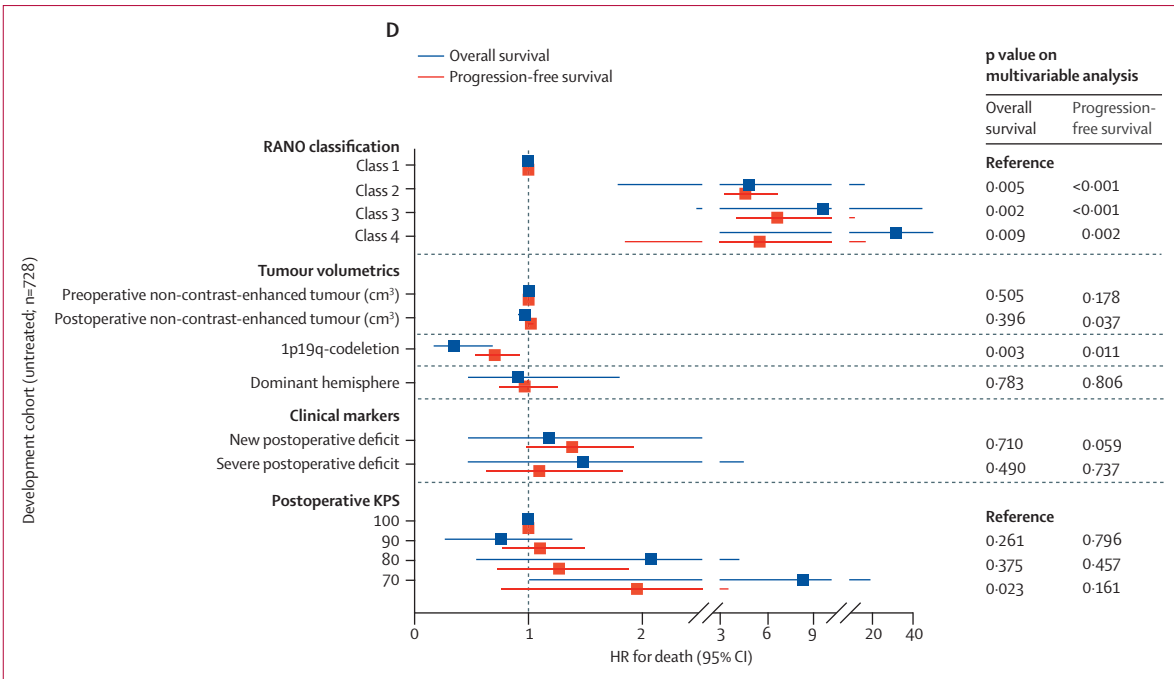 D
Overall survival
Progression-free survival
p value on
multivariable analysis
Overall survival
Progression-free survival
Development cohort (untreated; n=728)
RANO classification
Reference
Class 1
Class 2 0·005 <0·001
Class 3 0·002 <0·001
Class 4 0·009 0·002
Tumour volumetrics
Preoperative non-contrast-enhanced tumour (cm³) 0·505 0·178
Postoperative non-contrast-enhanced tumour (cm³) 0·396 0·037
1p19q-codeletion 0·003 0·011
Dominant hemisphere 0·783 0·806
Clinical markers
New postoperative deficit 0·710 0·059
Severe postoperative deficit 0·490 0·737
Postoperative KPS
100 Reference
90 0·261 0·796
80 0·375 0·457
70 0·023 0·161
0 1 2 3 6 9 20 40
HR for death (95% CI)